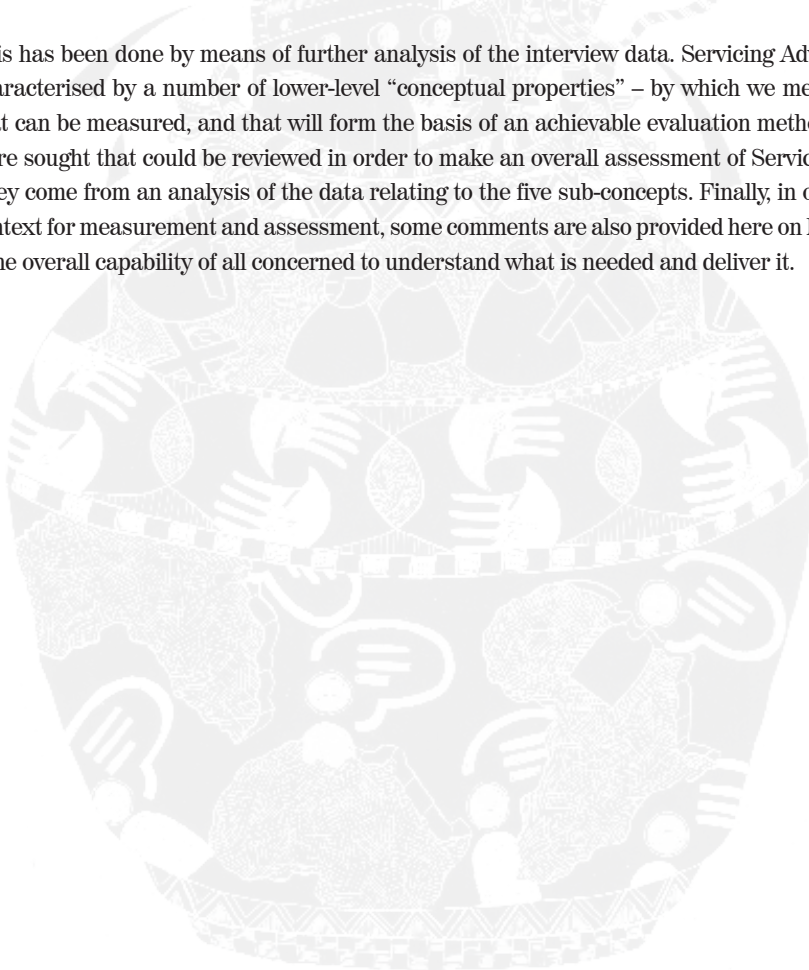 is has been done by means of further analysis of the interview data. Servicing Ad
aracterised by a number of lower-level “conceptual properties” – by which we me
t can be measured, and that will form the basis of an achievable evaluation meth
re sought that could be reviewed in order to make an overall assessment of Servic
ey come from an analysis of the data relating to the five sub-concepts. Finally, in
ntext for measurement and assessment, some comments are also provided here on
ne overall capability of all concerned to understand what is needed and deliver it.